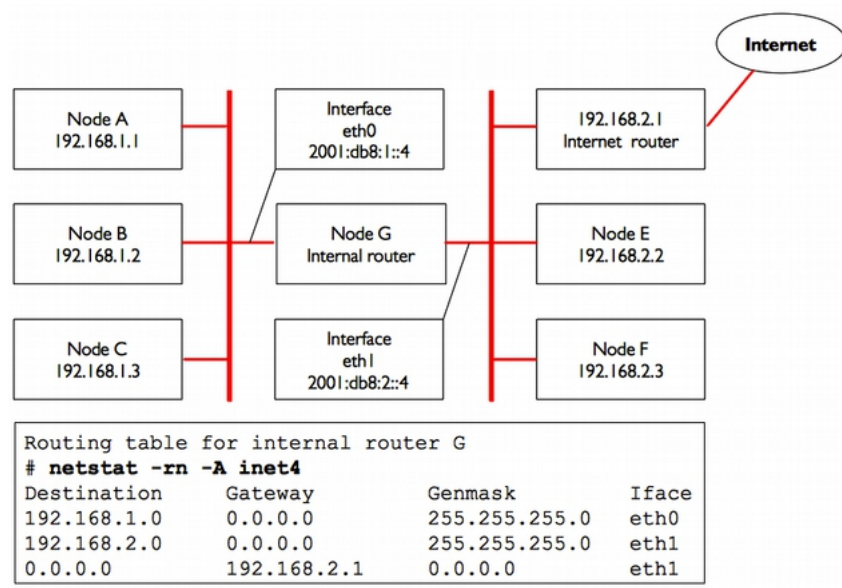 Internet
Node A
192.168.1.1
Interface
eth0
2001:db8:1::4
192.168.2.1
Internet router
Node B
192.168.1.2
Node G
Internal router
Node E
192.168.2.2
Node C
192.168.1.3
Interface
eth1
2001:db8:2::4
Node F
192.168.2.3
Routing table for internal router G
# netstat -rn -A inet4
Destination Gateway Genmask Iface
192.168.1.0 0.0.0.0 255.255.255.0 eth0
192.168.2.0 0.0.0.0 255.255.255.0 eth1
0.0.0.0 192.168.2.1 0.0.0.0 eth1